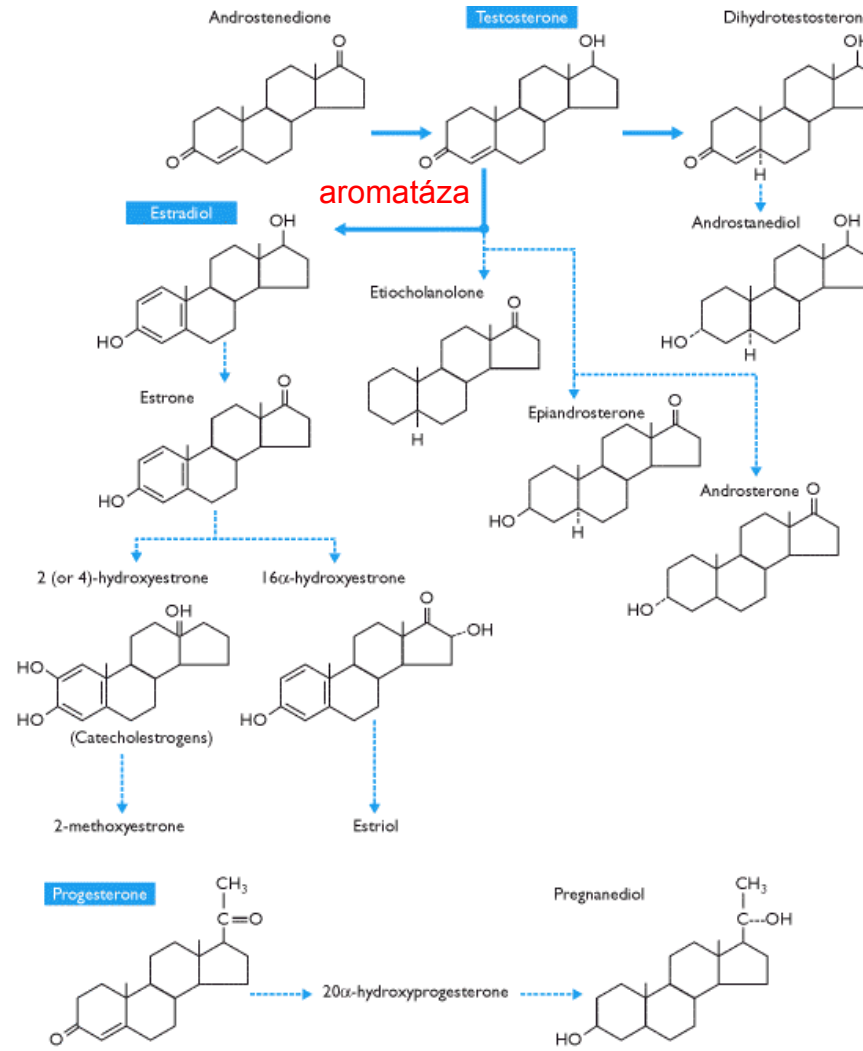 Androstenedione
Testosterone
Dihydrotestosteron
O
OH
OH
O
O
O
H
aromatáza
Estradiol
OH
Androstanediol
OH
Etiocholanolone
O
HO
HO
H
Estrone
O
Epiandrosterone
O
H
HO
Androsterone
O
HO
H
2 (or 4)-hydroxyestrone
16α-hydroxyestrone
OH
O
OH
HO
HO
HO
HO
(Catecholestrogens)
2-methoxyestrone
Estriol
Progesterone
CH3
Pregnanediol
CH3
C=O
C---OH
20α-hydroxyprogesterone
O
HO